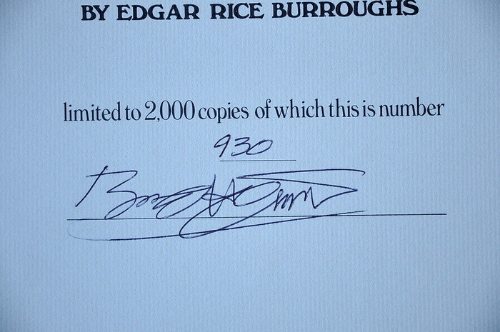 BY EDGAR RICE BURROUGHS
limited to 2,000 copies of which this is number
930